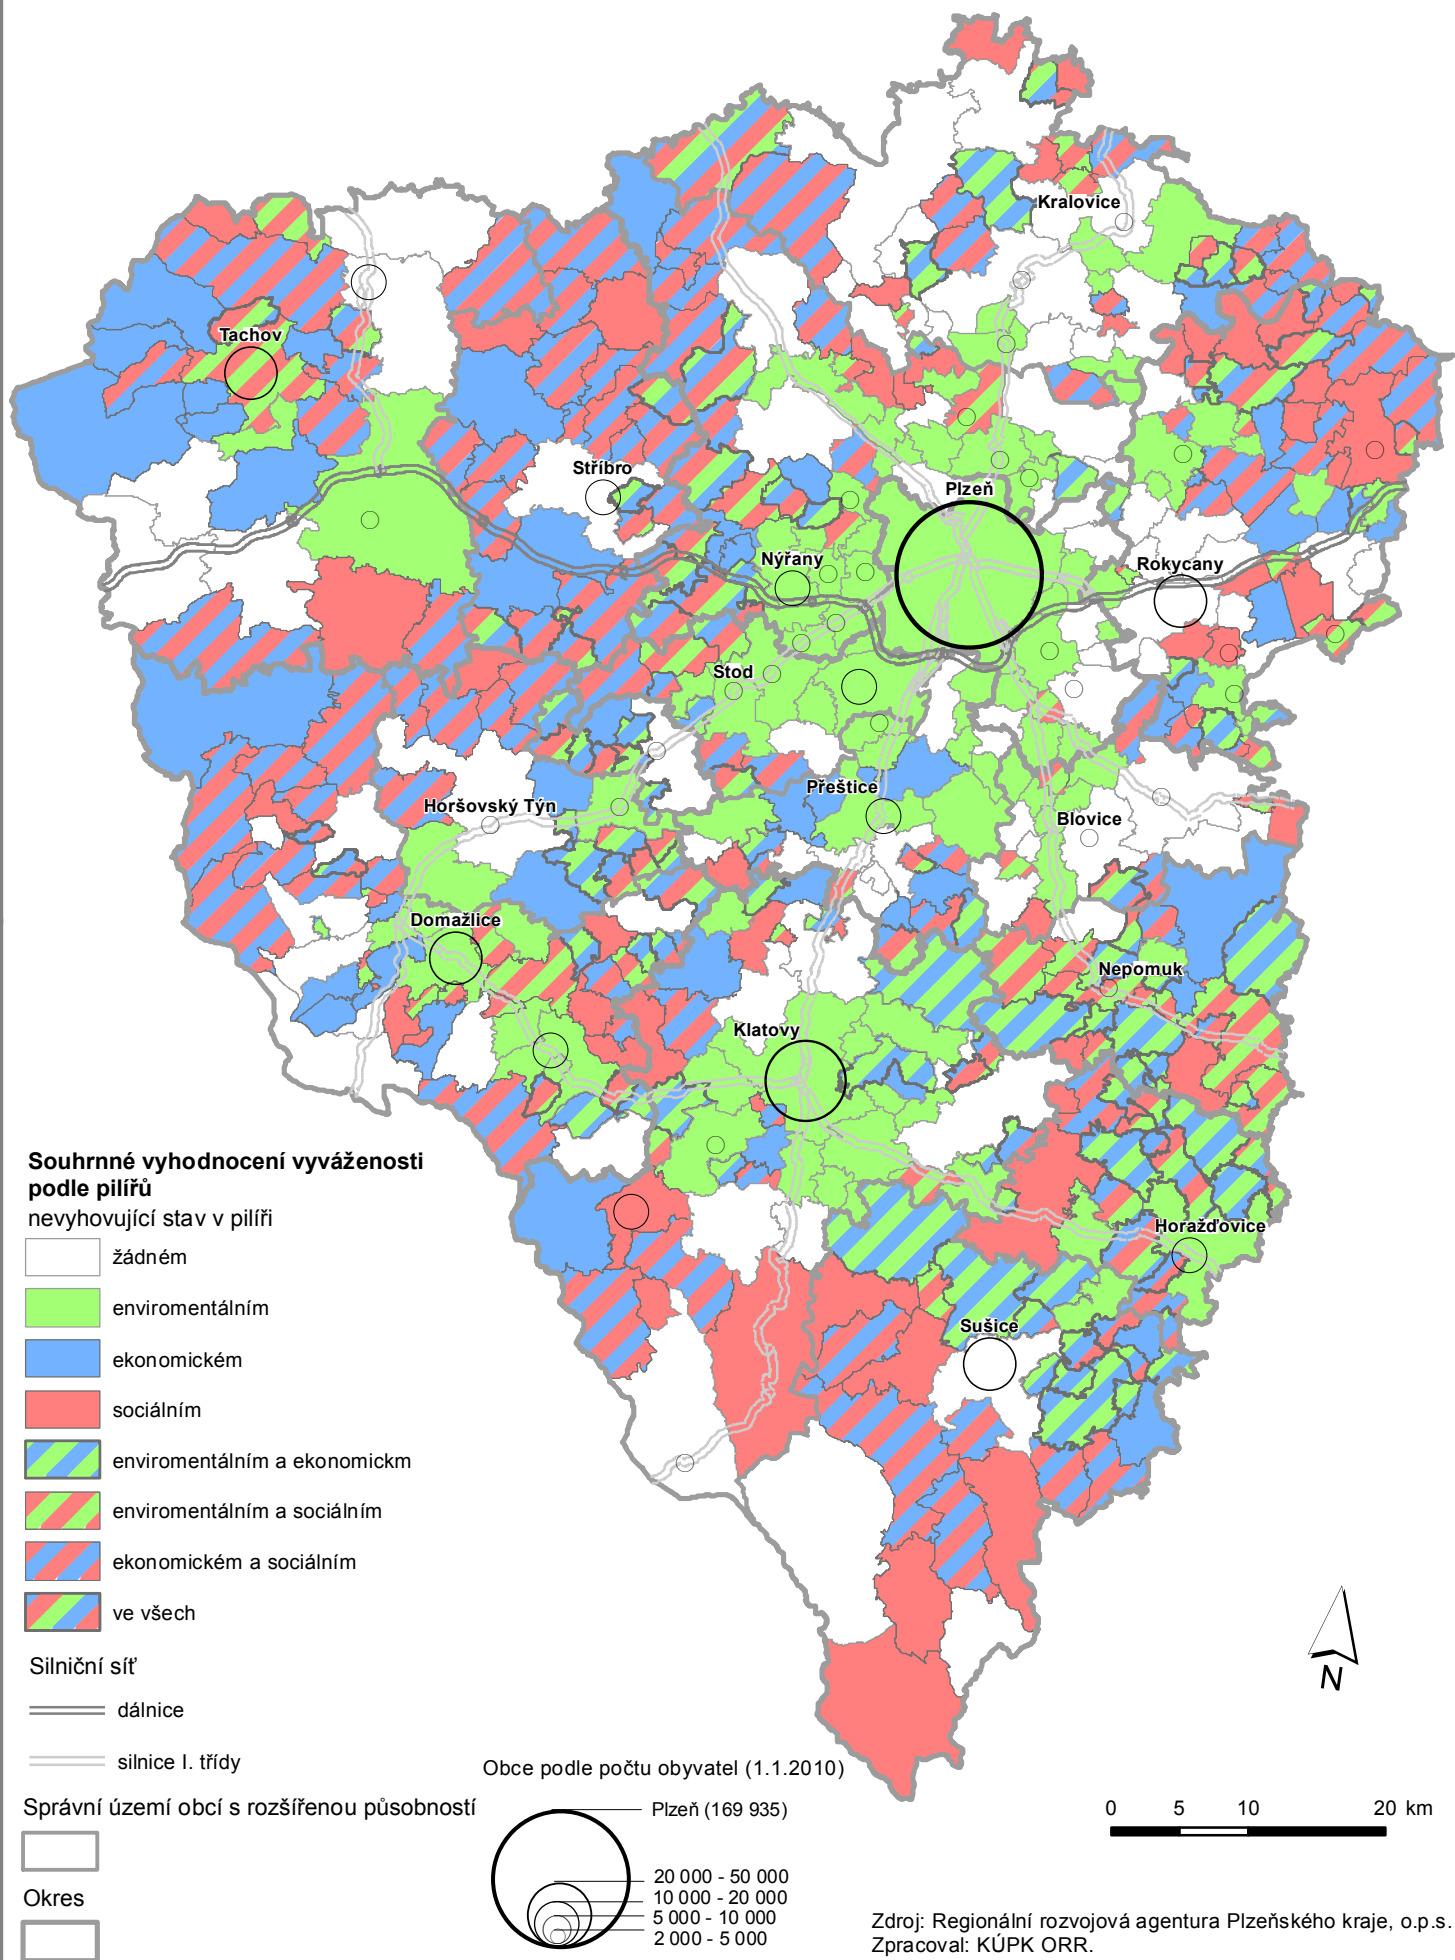 Kralovice
Tachov
Stříbro
Plzeň
Nýřany
Rokycany
Stod
Přeštice
Horšovský Týn
Blovice
Domažlice
Nepomuk
Klatovy
Horažďovice
Sušice
Souhrnné vyhodnocení vyváženosti
podle pilířů
nevyhovující stav v pilíři
žádném
enviromentálním
ekonomickém
sociálním
enviromentálním a ekonomickm
enviromentálním a sociálním
ekonomickém a sociálním
ve všech
Silniční síť
dálnice
silnice I. třídy
Správní území obcí s rozšířenou působností
Okres
Obce podle počtu obyvatel (1.1.2010)
Plzeň (169 935)
20 000 - 50 000
10 000 - 20 000
5 000 - 10 000
2 000 - 5 000
N
0 5 10 20 km
Zdroj: Regionální rozvojová agentura Plzeňského kraje, o.p.s.
Zpracoval: KÚPK ORR.